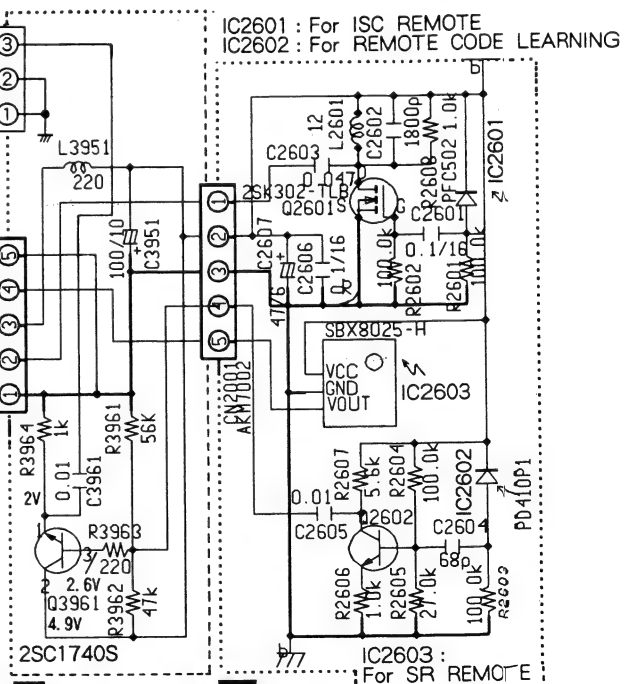 IC2601 : For ISC REMOTE
IC2602 : For REMOTE CODE LEARNING
b
3
2
1
L3951
220
100/10
C3951
5
4
3
2
1
R3964
1k
R3961
56K
0.01
C3961
2V
1
3
2
R3963
220
2.6V
Q3961
4.9V
R3962
47k
2SC1740S
1
2
3
4
5
CN2001
AKM7002
C2603
0.047
12
L2601
C2602
1800p
R2608
1.0k
PFC502
IC2601
2SK302-TLB
Q2601
S
G
C2601
0.1/16
C2607
47/6
C2606
0.1/16
100.0k
R2602
R2601
100.0k
SBX8025-H
VCC
GND
VOUT
IC2603
R2607
5.6k
R2604
100.0k
IC2602
PD410P1
0.01
C2605
Q2602
C2604
68p
R2606
1.0k
R2605
27.0k
100.0k
R2603
b
IC2603 :
For SR REMOTE